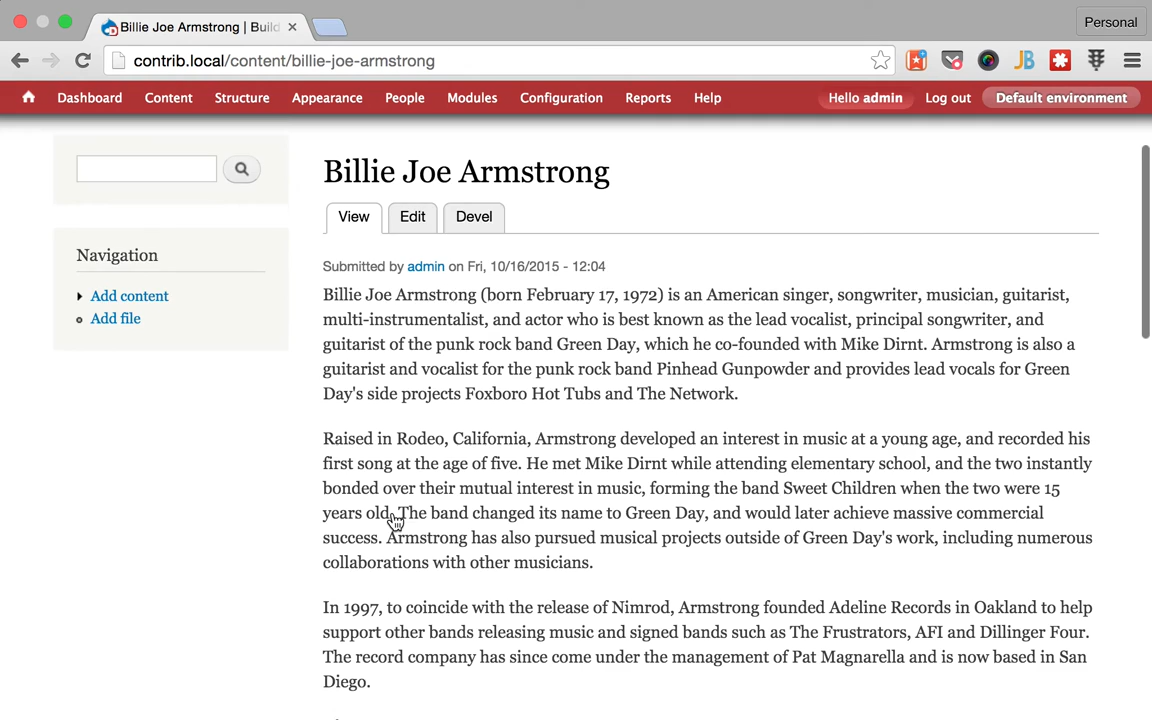 Billie Joe Armstrong | Build
Personal
contrib.local/content/billie-joe-armstrong
JB
Dashboard Content Structure Appearance People Modules Configuration Reports Help Hello admin Log out Default environment
Billie Joe Armstrong
View Edit Devel
Navigation
Add content
Add file
Submitted by admin on Fri, 10/16/2015 - 12:04
Billie Joe Armstrong (born February 17, 1972) is an American singer, songwriter, musician, guitarist,
multi-instrumentalist, and actor who is best known as the lead vocalist, principal songwriter, and
guitarist of the punk rock band Green Day, which he co-founded with Mike Dirnt. Armstrong is also a
guitarist and vocalist for the punk rock band Pinhead Gunpowder and provides lead vocals for Green
Day's side projects Foxboro Hot Tubs and The Network.
Raised in Rodeo, California, Armstrong developed an interest in music at a young age, and recorded his
first song at the age of five. He met Mike Dirnt while attending elementary school, and the two instantly
bonded over their mutual interest in music, forming the band Sweet Children when the two were 15
years old. The band changed its name to Green Day, and would later achieve massive commercial
success. Armstrong has also pursued musical projects outside of Green Day's work, including numerous
collaborations with other musicians.
In 1997, to coincide with the release of Nimrod, Armstrong founded Adeline Records in Oakland to help
support other bands releasing music and signed bands such as The Frustrators, AFI and Dillinger Four.
The record company has since come under the management of Pat Magnarella and is now based in San
Diego.